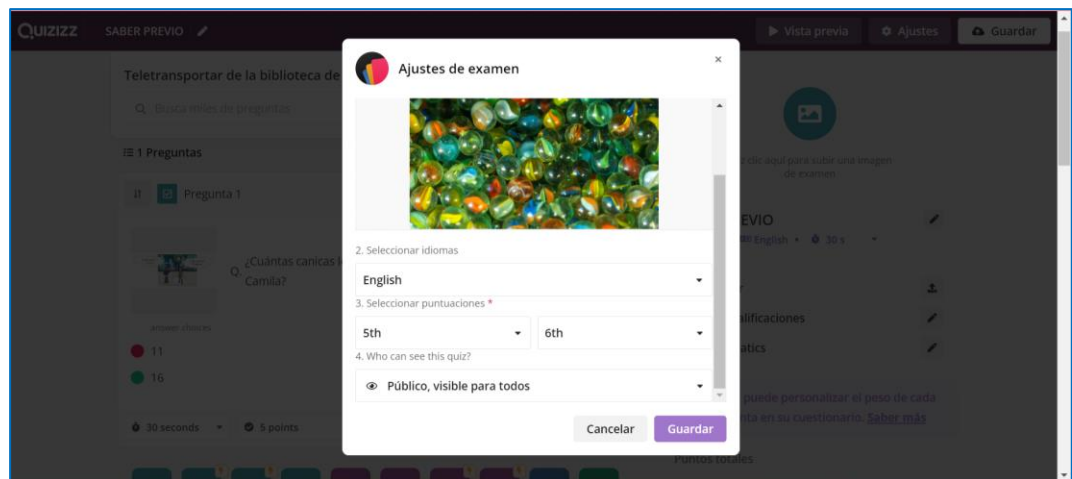 QUIZIZZ SABER PREVIO Vista previa Ajustes Guardar
Ajustes de examen ×
Teletransportar de la biblioteca de
Busca miles de preguntas
1 Preguntas
Pregunta 1
¿Cuántas canicas
Q.
Camila?
answer choices
11
16
30 seconds 5 points
2. Seleccionar idiomas
English
3. Seleccionar puntuaciones *
5th 6th
4. Who can see this quiz?
Público, visible para todos
Cancelar Guardar
clic aquí para subir una imagen
de examen
EVIO
English • 30 s
alificaciones
atics
puede personalizar el peso de cada
nta en su cuestionario. Saber más
Puntos totales